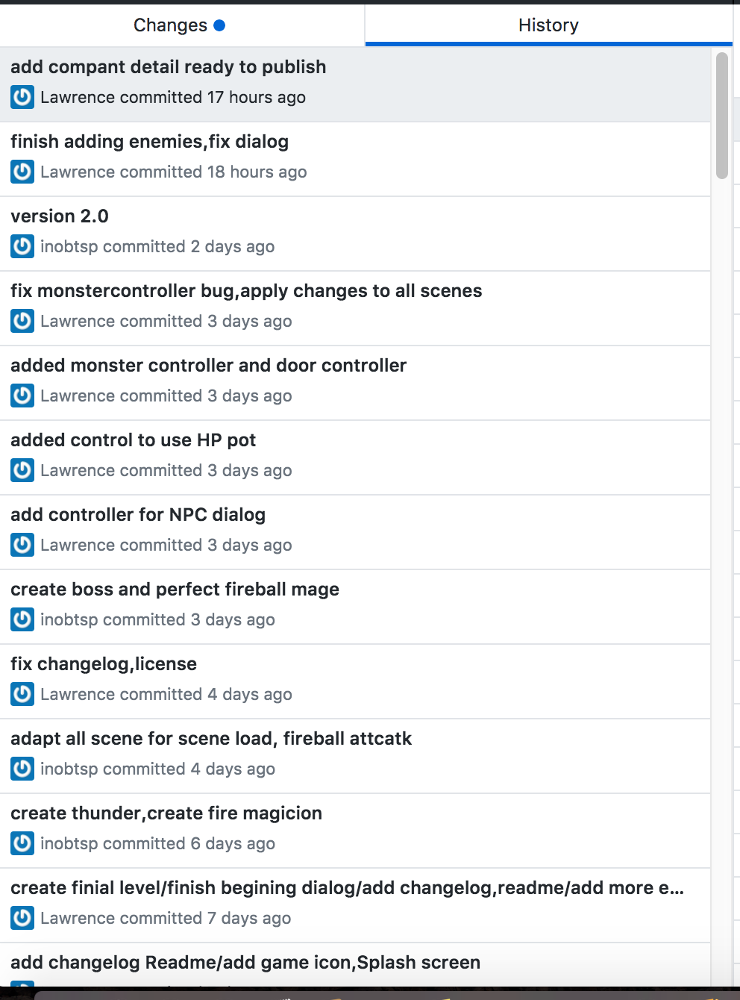 Changes
History
add compant detail ready to publish
Lawrence committed 17 hours ago
finish adding enemies,fix dialog
Lawrence committed 18 hours ago
version 2.0
inobtsp committed 2 days ago
fix monstercontroller bug,apply changes to all scenes
Lawrence committed 3 days ago
added monster controller and door controller
Lawrence committed 3 days ago
added control to use HP pot
Lawrence committed 3 days ago
add controller for NPC dialog
Lawrence committed 3 days ago
create boss and perfect fireball mage
inobtsp committed 3 days ago
fix changelog,license
Lawrence committed 4 days ago
adapt all scene for scene load, fireball attcatk
inobtsp committed 4 days ago
create thunder,create fire magicion
inobtsp committed 6 days ago
create finial level/finish begining dialog/add changelog,readme/add more e...
Lawrence committed 7 days ago
add changelog Readme/add game icon,Splash screen